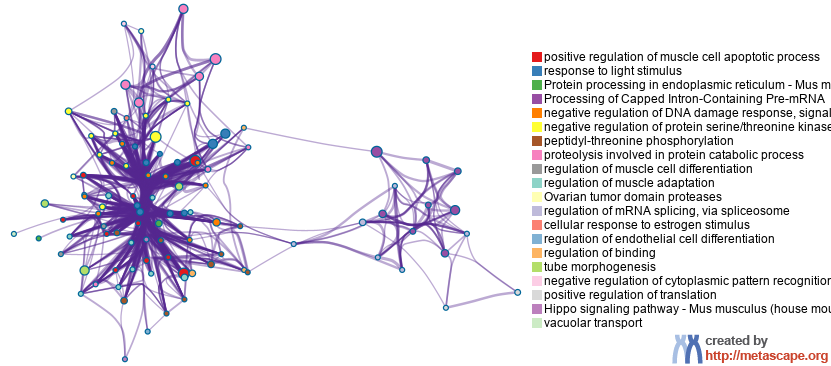 positive regulation of muscle cell apoptotic process
response to light stimulus
Protein processing in endoplasmic reticulum - Mus m
Processing of Capped Intron-Containing Pre-mRNA
negative regulation of DNA damage response, signal
negative regulation of protein serine/threonine kinase
peptidyl-threonine phosphorylation
proteolysis involved in protein catabolic process
regulation of muscle cell differentiation
regulation of muscle adaptation
Ovarian tumor domain proteases
regulation of mRNA splicing, via spliceosome
cellular response to estrogen stimulus
regulation of endothelial cell differentiation
regulation of binding
tube morphogenesis
negative regulation of cytoplasmic pattern recognition
positive regulation of translation
Hippo signaling pathway - Mus musculus (house mou
vacuolar transport
created by
http://metascape.org